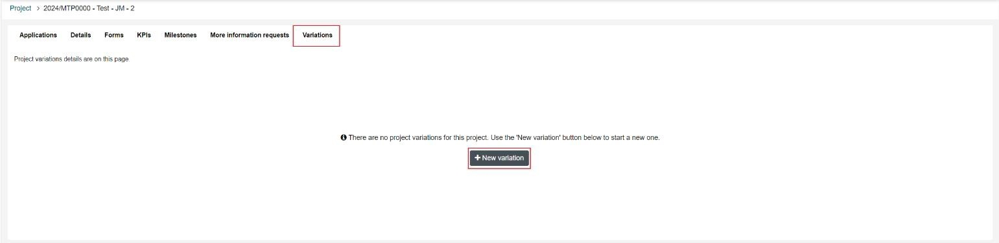 Project > 2024/MTP0000 - Test - JM - 2
Applications Details Forms KPIs Milestones More information requests Variations
Project variations details are on this page.
There are no project variations for this project. Use the 'New variation' button below to start a new one.
+ New variation